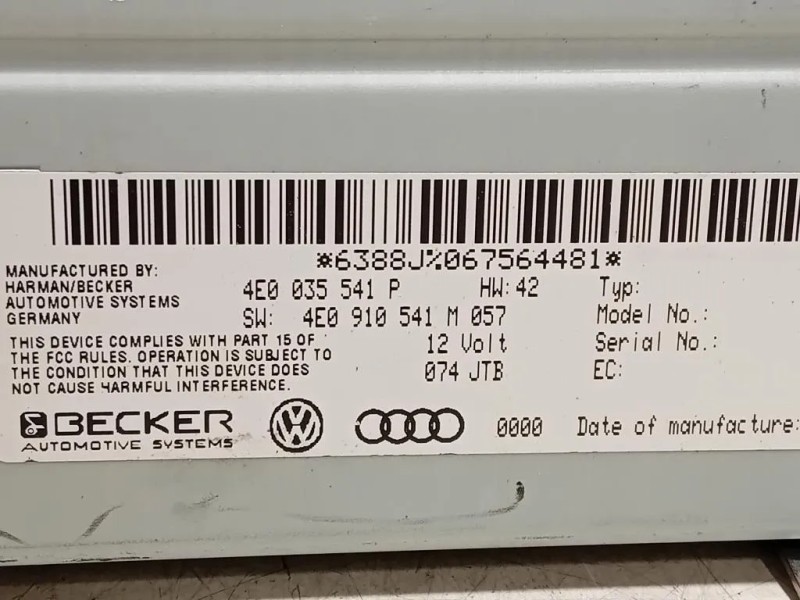 *6388J%067564481*
MANUFACTURED BY:
HARMAN/BECKER
AUTOMOTIVE SYSTEMS
GERMANY
4E0 035 541 P HW:42 Typ:
SW: 4E0 910 541 M 057 Model No.:
THIS DEVICE COMPLIES WITH PART 15 OF
THE FCC RULES. OPERATION IS SUBJECT TO
THE CONDITION THAT THIS DEVICE DOES
NOT CAUSE HARMFUL INTERFERENCE.
12 Volt Serial No.:
074 JTB EC:
BECKER
AUTOMOTIVE SYSTEMS
VW
0000 Date of manufacture: